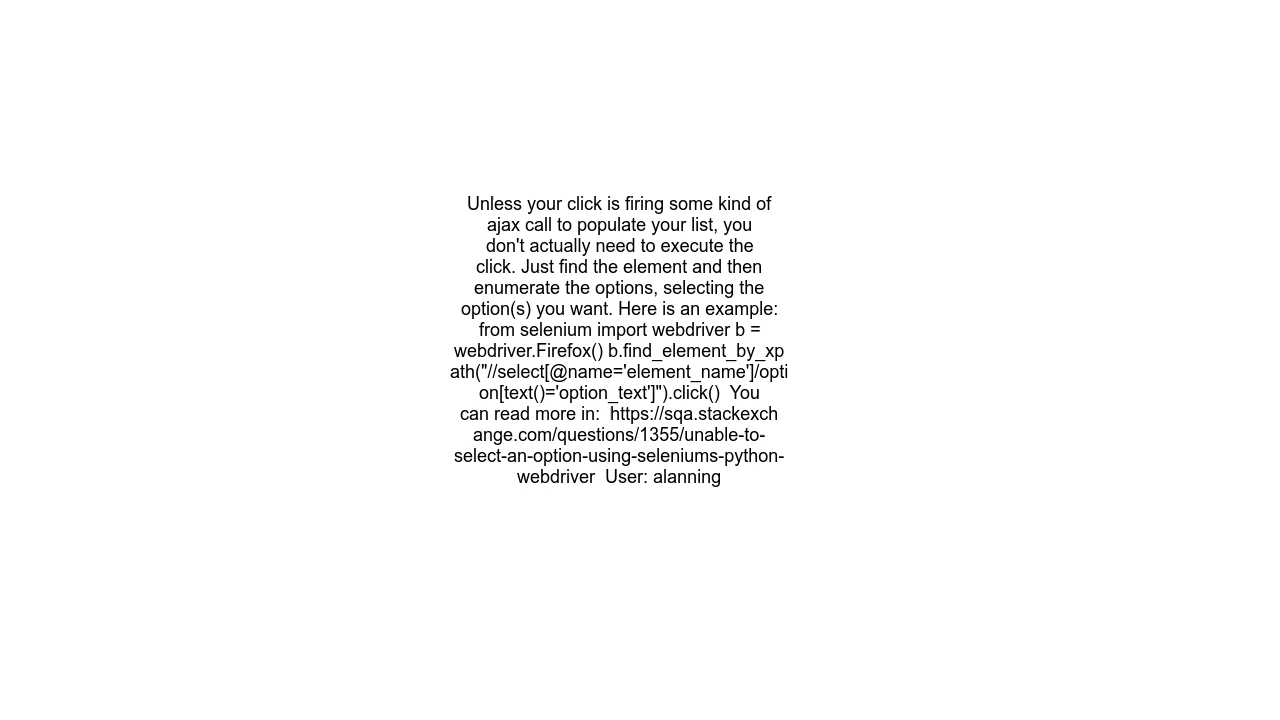 Unless your click is firing some kind of
ajax call to populate your list, you
don't actually need to execute the
click. Just find the element and then
enumerate the options, selecting the
option(s) you want. Here is an example:
from selenium import webdriver b =
webdriver.Firefox() b.find_element_by_xp
ath("//select[@name='element_name']/opti
on[text()='option_text']").click()  You
can read more in:  https://sqa.stackexch
ange.com/questions/1355/unable-to-
select-an-option-using-seleniums-python-
webdriver  User: alanning